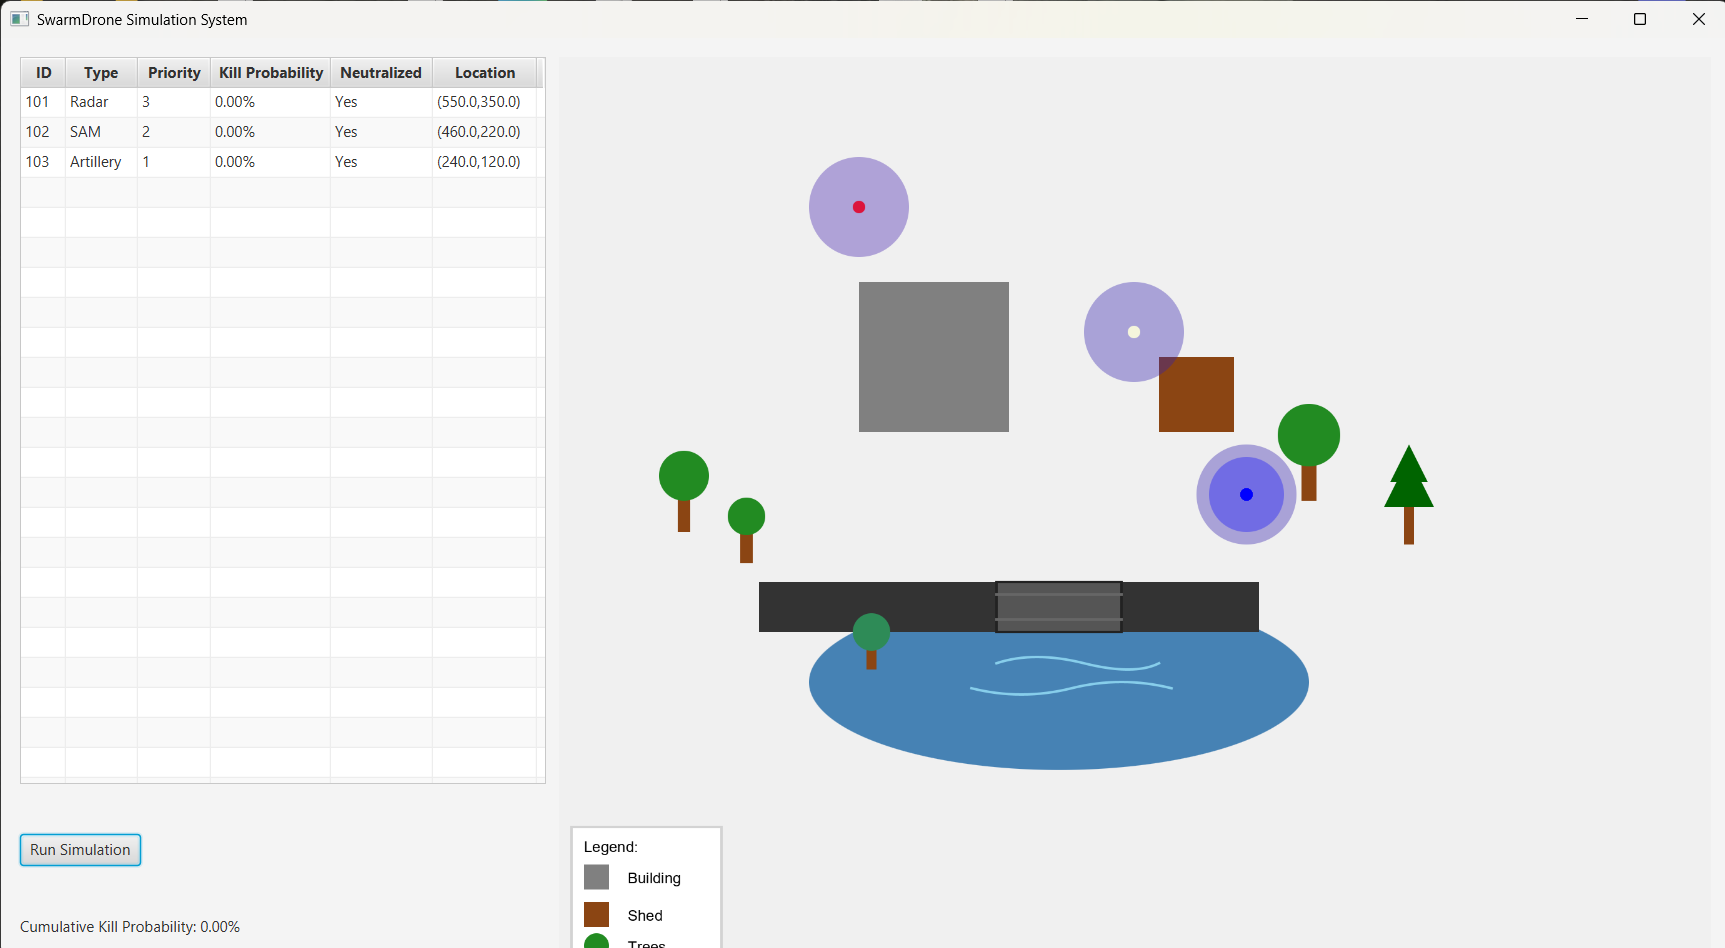 SwarmDrone Simulation System
ID Type Priority Kill Probability Neutralized Location
101 Radar 3 0.00% Yes (550.0,350.0)
102 SAM 2 0.00% Yes (460.0,220.0)
103 Artillery 1 0.00% Yes (240.0,120.0)
Run Simulation
Cumulative Kill Probability: 0.00%
Legend:
Building
Shed
Trees